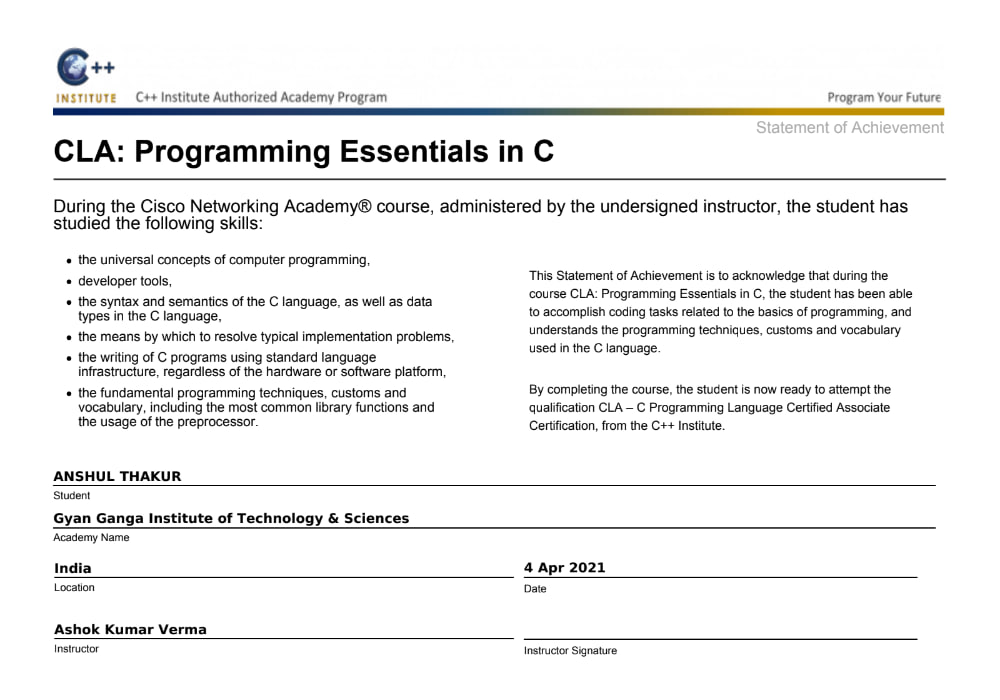 C++
INSTITUTE
C++ Institute Authorized Academy Program
Program Your Future
Statement of Achievement
CLA: Programming Essentials in C
During the Cisco Networking Academy® course, administered by the undersigned instructor, the student has
studied the following skills:
• the universal concepts of computer programming,
• developer tools,
• the syntax and semantics of the C language, as well as data
types in the C language,
• the means by which to resolve typical implementation problems,
• the writing of C programs using standard language
infrastructure, regardless of the hardware or software platform,
• the fundamental programming techniques, customs and
vocabulary, including the most common library functions and
the usage of the preprocessor.
This Statement of Achievement is to acknowledge that during the
course CLA: Programming Essentials in C, the student has been able
to accomplish coding tasks related to the basics of programming, and
understands the programming techniques, customs and vocabulary
used in the C language.
By completing the course, the student is now ready to attempt the
qualification CLA – C Programming Language Certified Associate
Certification, from the C++ Institute.
ANSHUL THAKUR
Student
Gyan Ganga Institute of Technology & Sciences
Academy Name
India
Location
4 Apr 2021
Date
Ashok Kumar Verma
Instructor
Instructor Signature